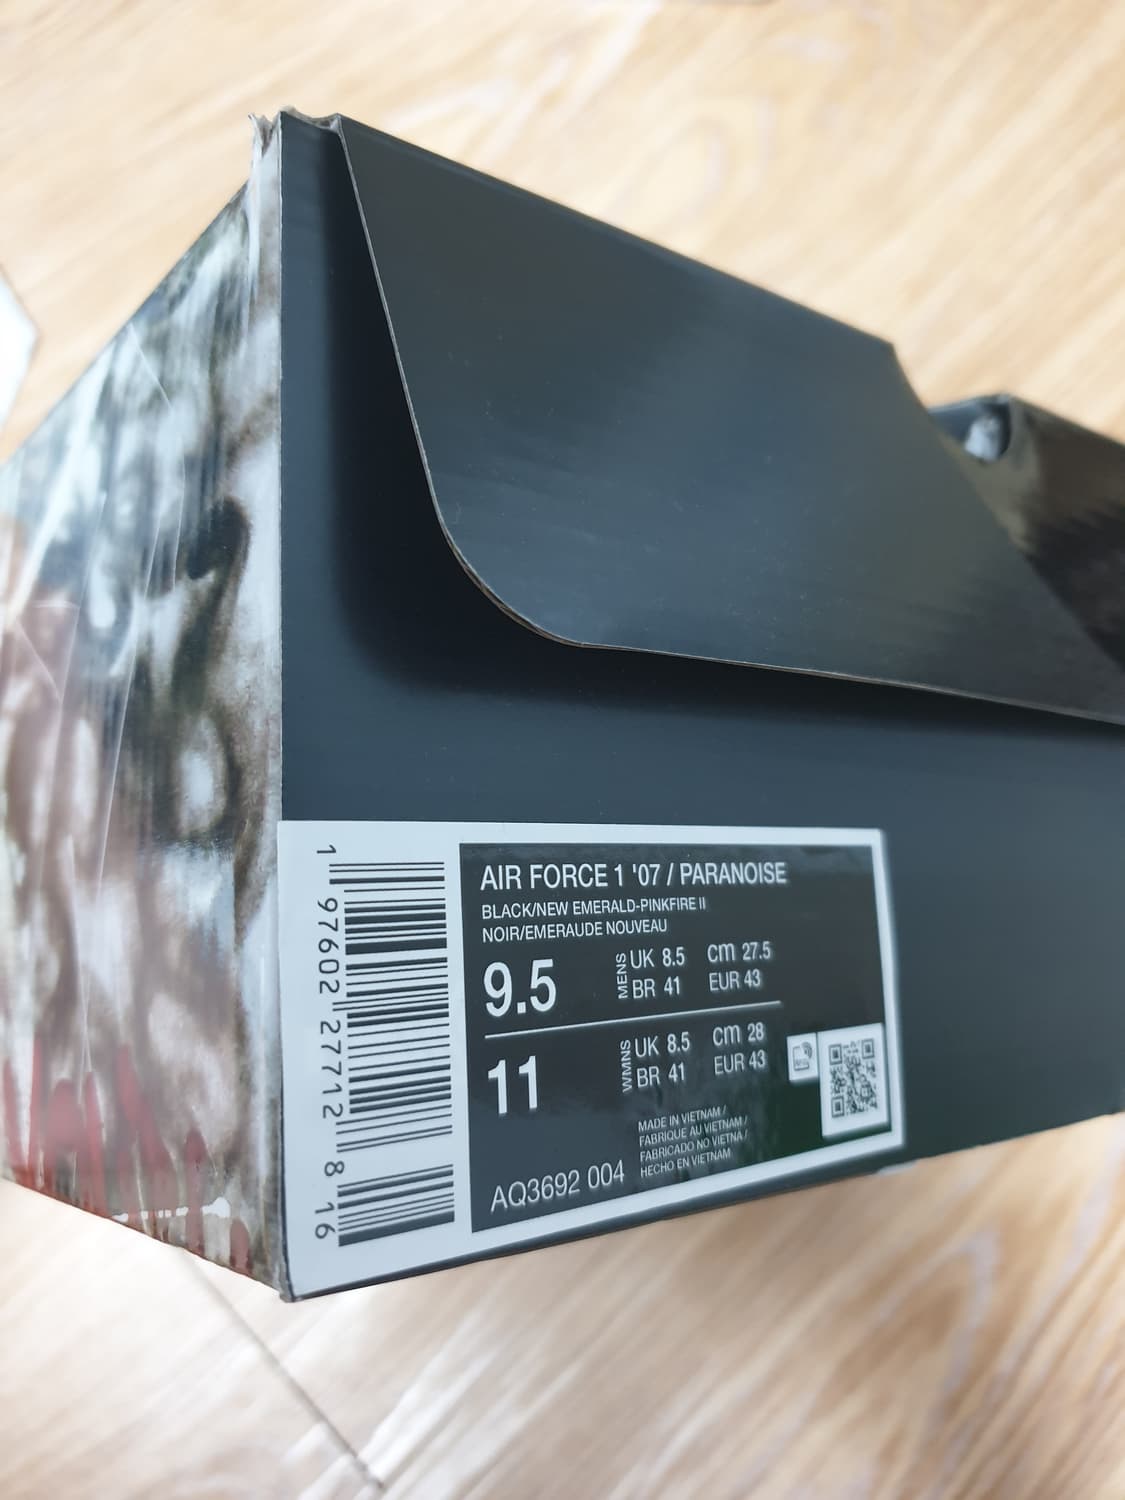 AIR FORCE 1 '07 / PARANOISE
BLACK/NEW EMERALD-PINKFIRE II
NOIR/EMERAUDE NOUVEAU
9.5
MENS
UK 8.5 cm 27.5
BR 41 EUR 43
11
WMNS
UK 8.5 cm 28
BR 41 EUR 43
MADE IN VIETNAM /
FABRIQUE AU VIETNAM /
FABRICADO NO VIETNA /
HECHO EN VIETNAM
AQ3692 004
1 97602 27712 8 16